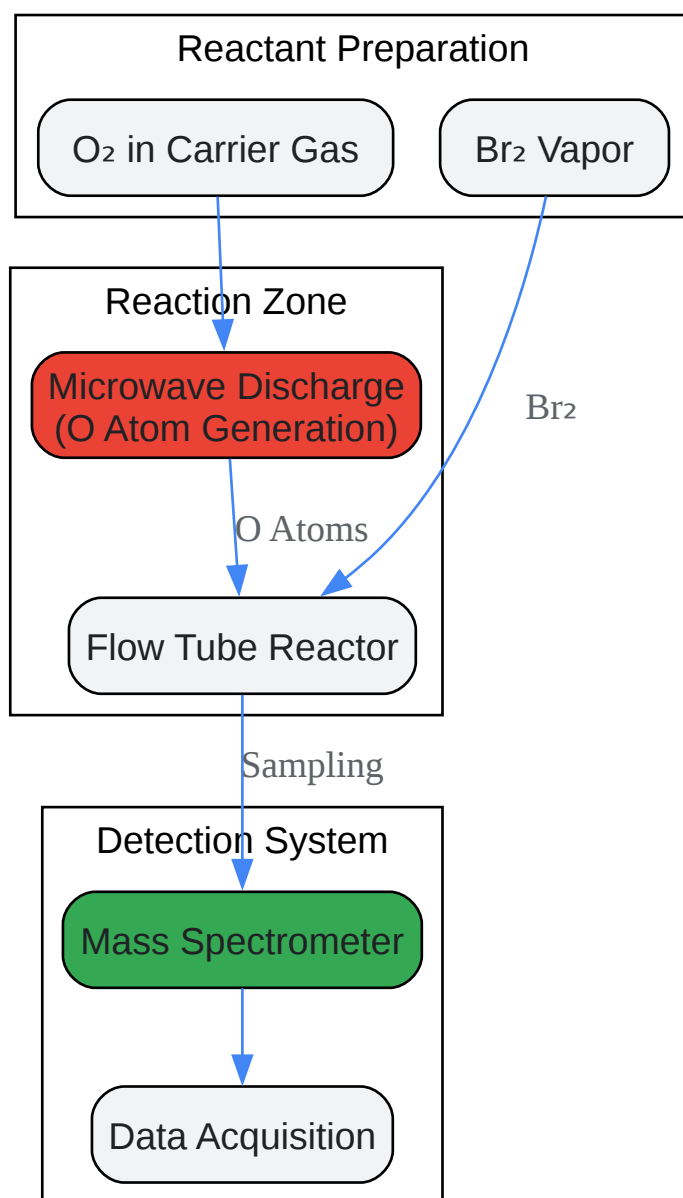 Reactant Preparation
O₂ in Carrier Gas
Br₂ Vapor
Reaction Zone
Microwave Discharge
(O Atom Generation)
Br₂
O Atoms
Flow Tube Reactor
Sampling
Detection System
Mass Spectrometer
Data Acquisition